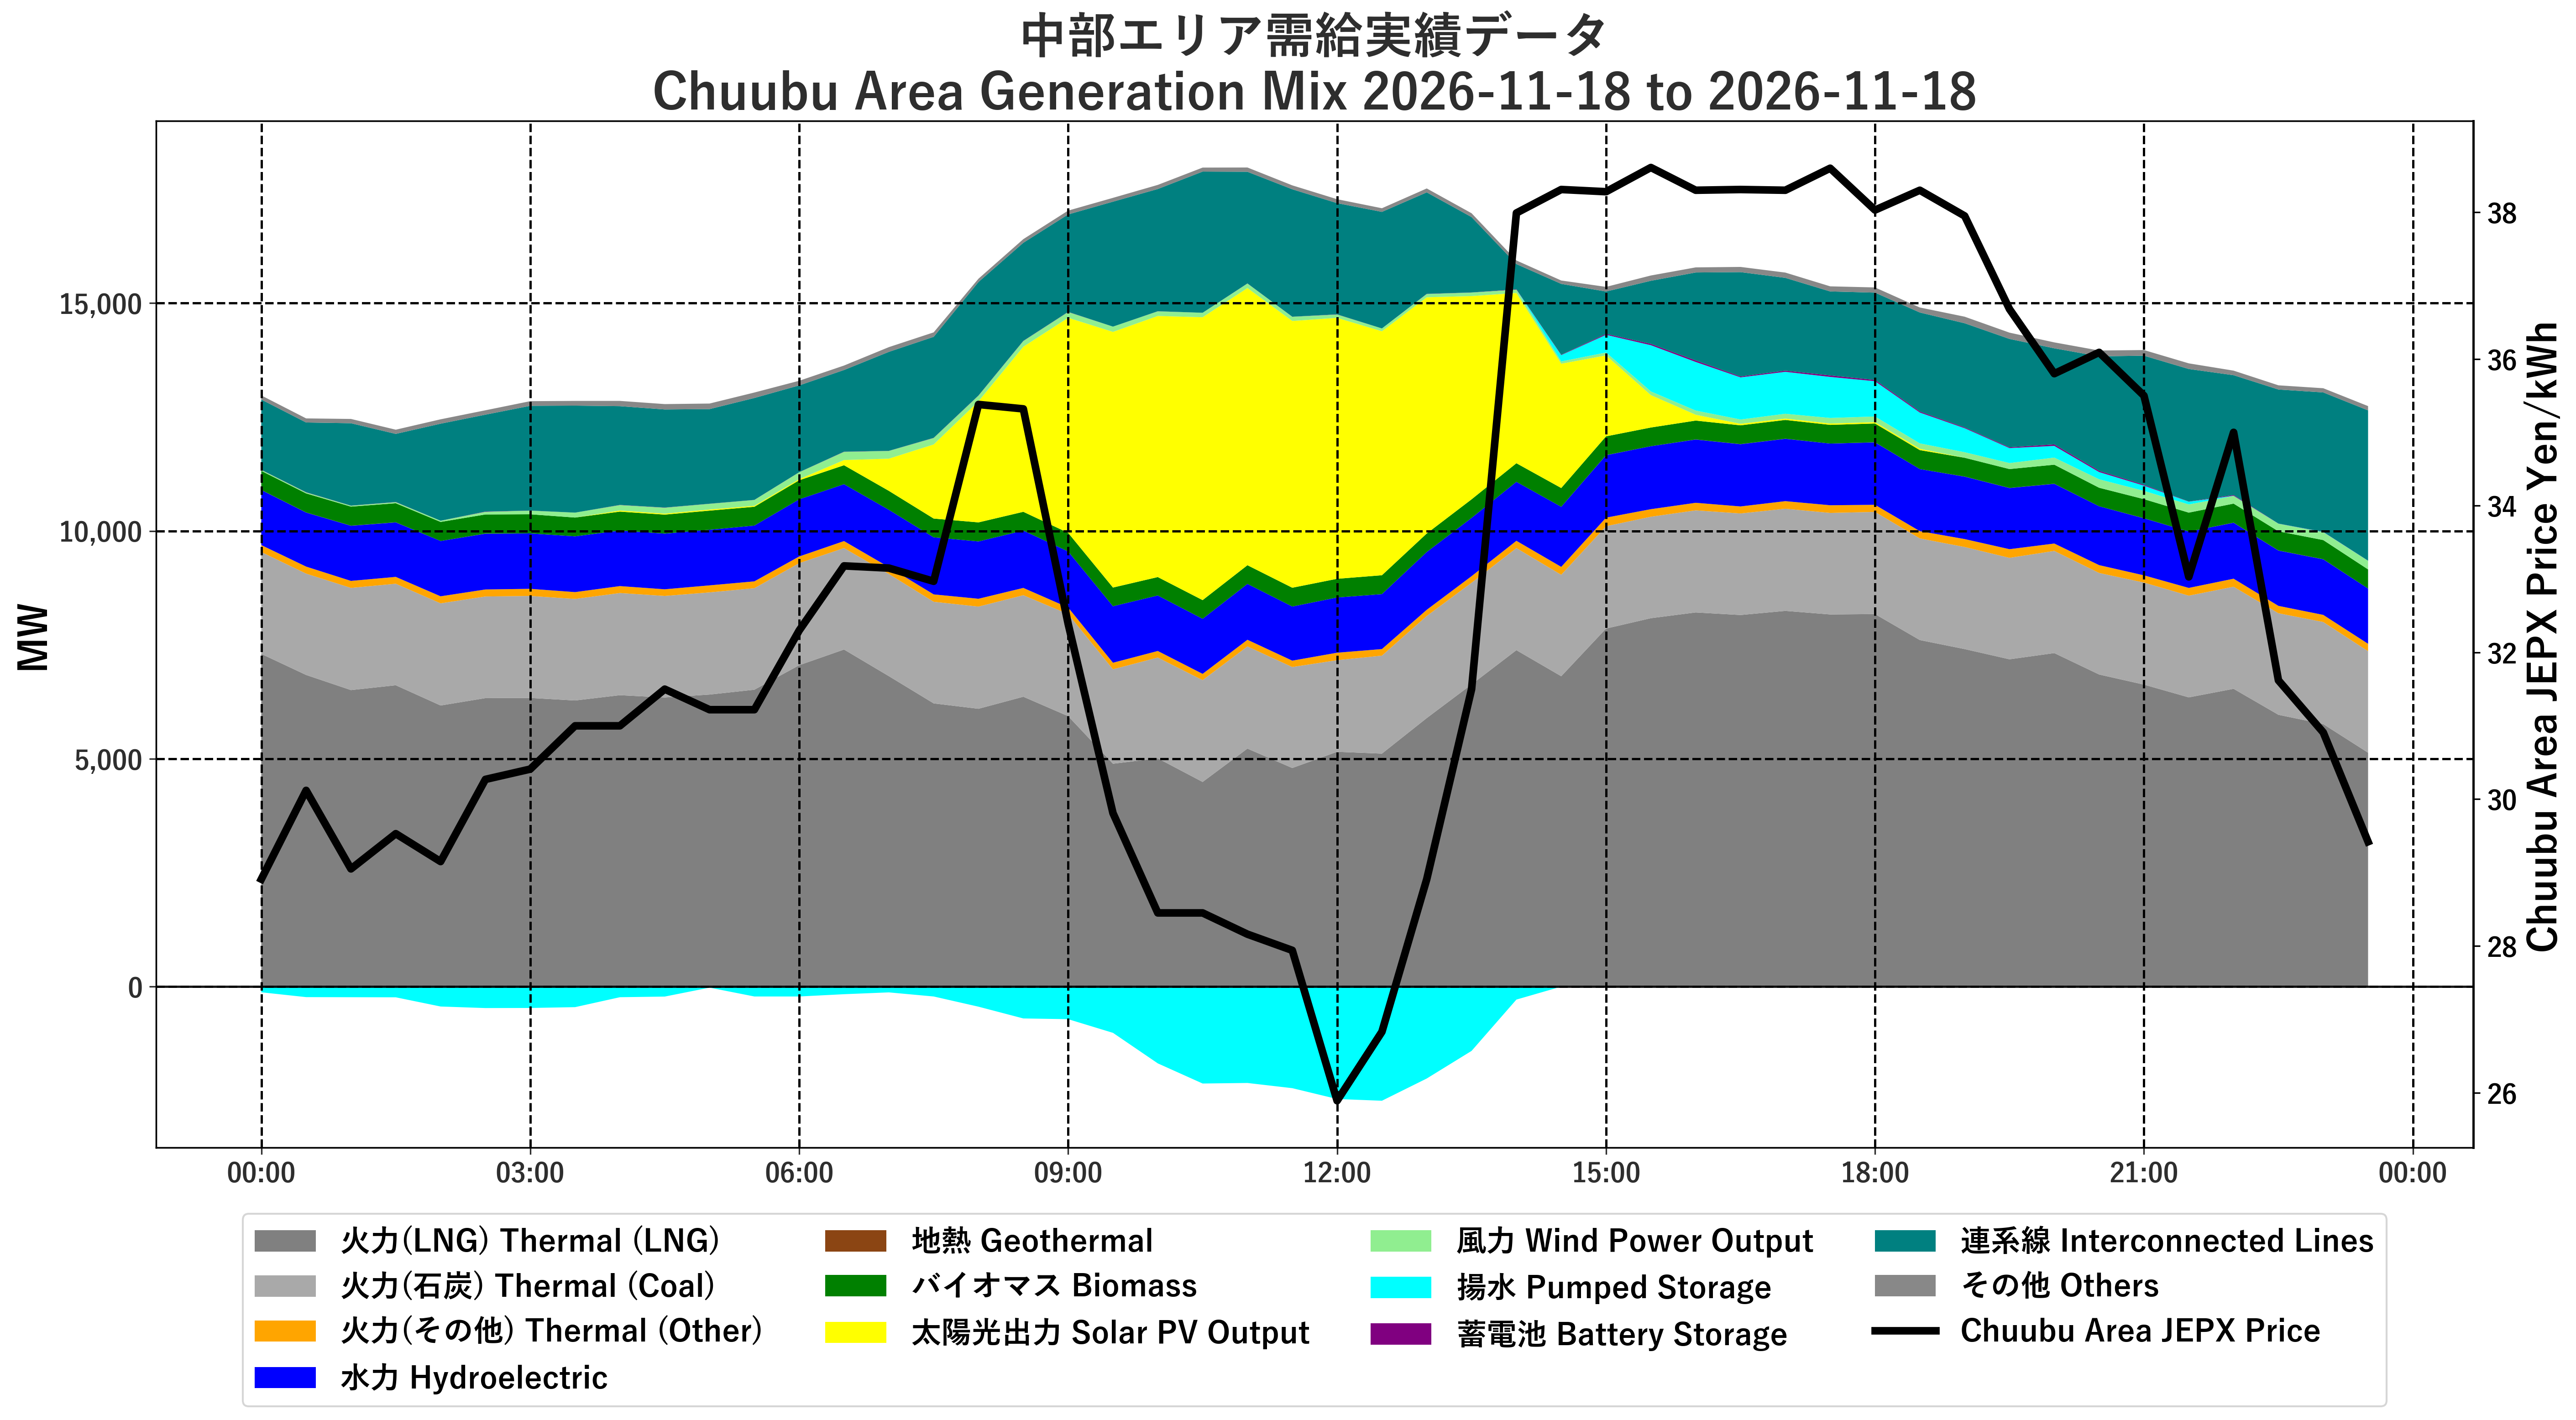 中部エリア需給実績データ
Chuubu Area Generation Mix 2026-11-18 to 2026-11-18
MW
15,000
10,000
5,000
0
38
36
34
32
30
28
26
Chuubu Area JEPX Price Yen/kWh
00:00 03:00 06:00 09:00 12:00 15:00 18:00 21:00 00:00
火力(LNG) Thermal (LNG)
火力(石炭) Thermal (Coal)
火力(その他) Thermal (Other)
水力 Hydroelectric
地熱 Geothermal
バイオマス Biomass
太陽光出力 Solar PV Output
風力 Wind Power Output
揚水 Pumped Storage
蓄電池 Battery Storage
連系線 Interconnected Lines
その他 Others
Chuubu Area JEPX Price